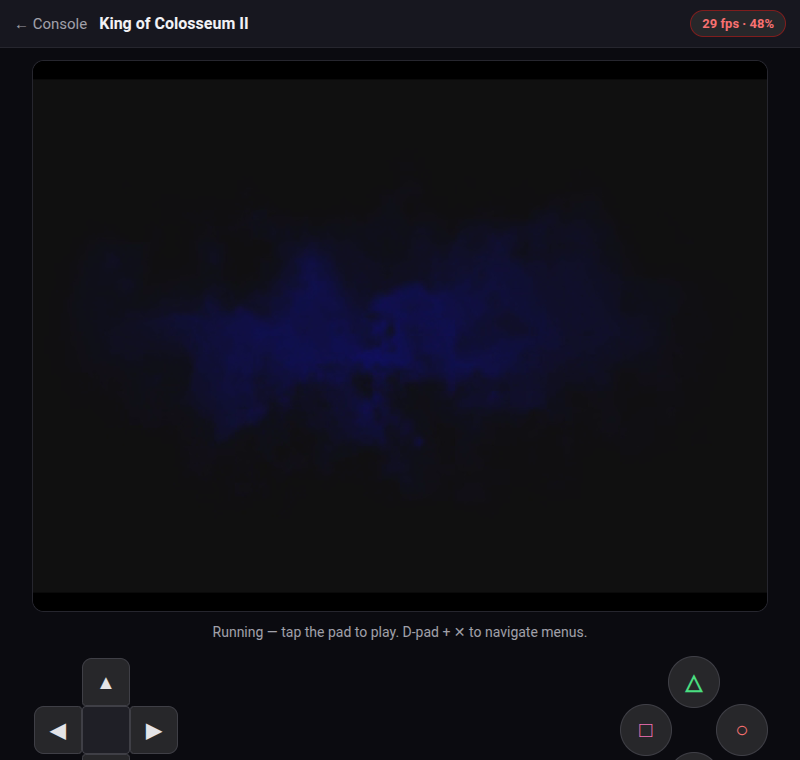 ← Console King of Colosseum II 29 fps · 48%
Running — tap the pad to play. D-pad + ✕ to navigate menus.
▲
△
◀ ▶ □ ○